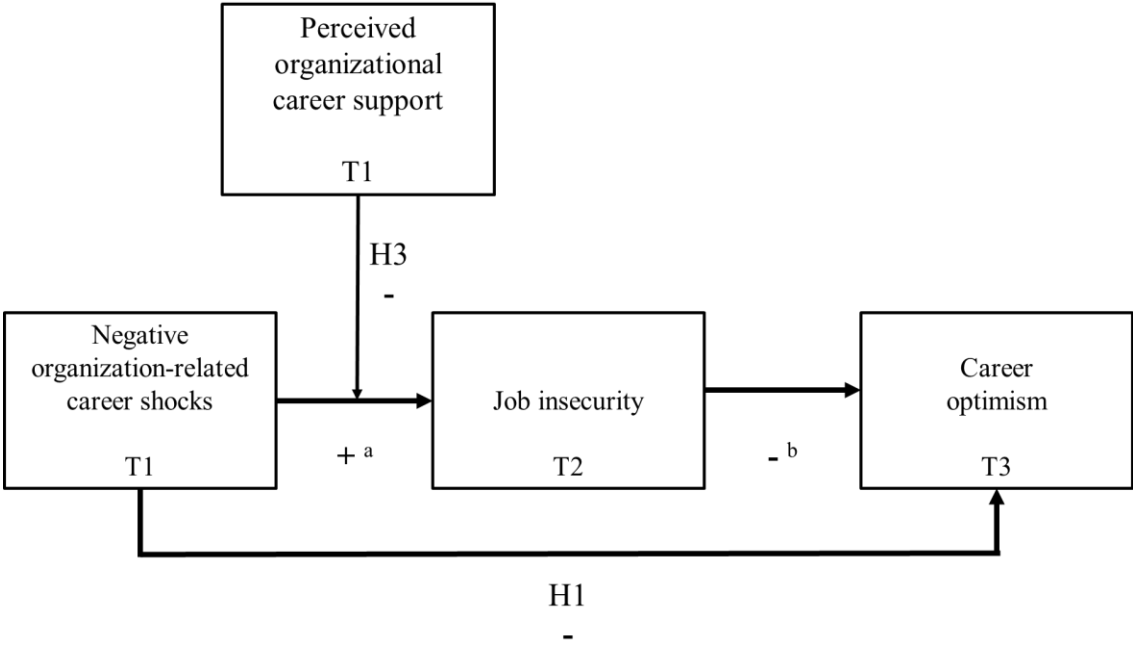 Perceived
organizational
career support
T1
H3
-
Negative
organization-related
career shocks
T1
+ a
Job insecurity
T2
- b
Career
optimism
T3
H1
-